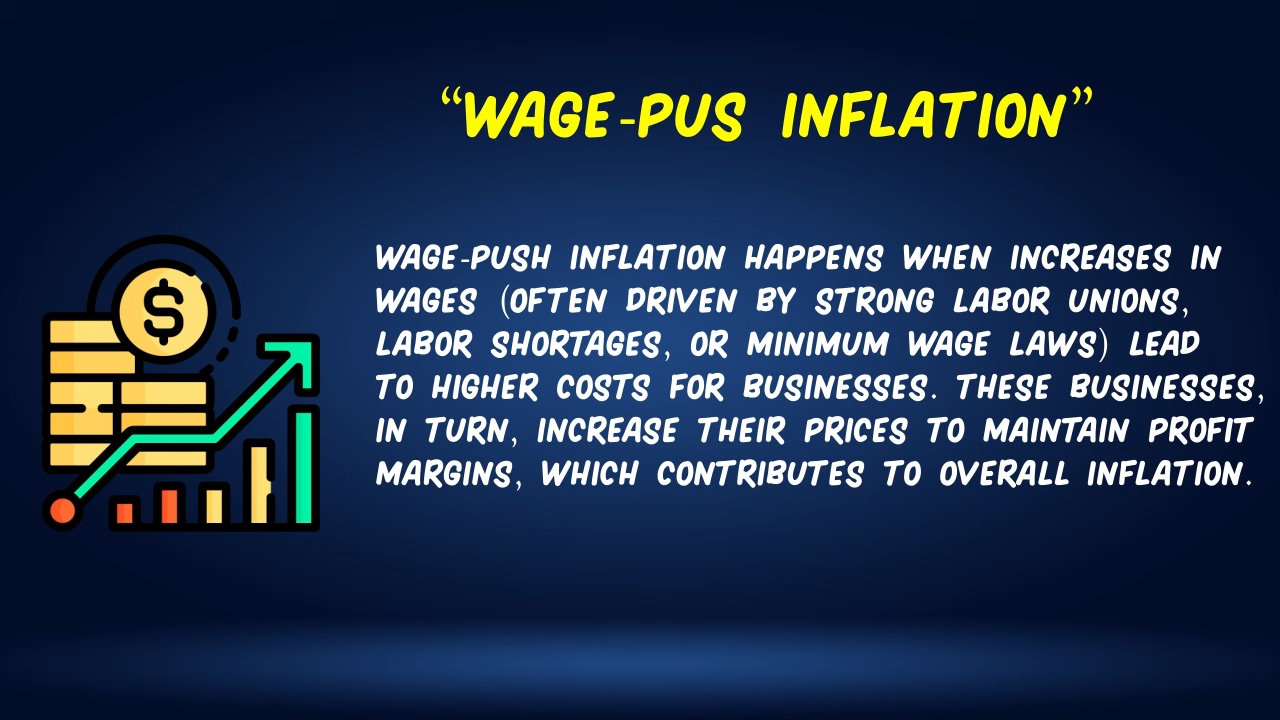 “WAGE-PUS INFLATION”
WAGE-PUSH INFLATION HAPPENS WHEN INCREASES IN
WAGES (OFTEN DRIVEN BY STRONG LABOR UNIONS,
LABOR SHORTAGES, OR MINIMUM WAGE LAWS) LEAD
TO HIGHER COSTS FOR BUSINESSES. THESE BUSINESSES,
IN TURN, INCREASE THEIR PRICES TO MAINTAIN PROFIT
MARGINS, WHICH CONTRIBUTES TO OVERALL INFLATION.
$